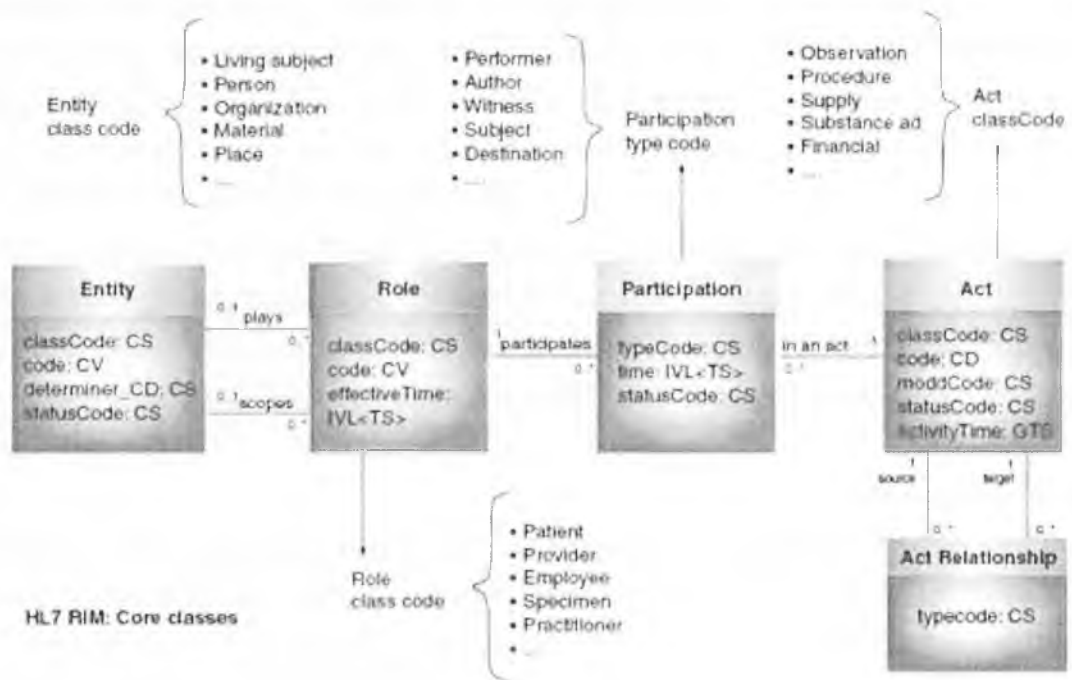 Entity
class code
• Living subject
• Person
• Organization
• Material
• Place
• ....
• Performer
• Author
• Witness
• Subject
• Destination
• ....
Participation
type code
• Observation
• Procedure
• Supply
• Substance ad
• Financial
• ....
Act
classCode
Entity
classCode: CS
code: CV
determiner_CD: CS
statusCode: CS
0..1 plays
0..*
0..1 scopes
0..*
Role
classCode: CS
code: CV
effectiveTime:
IVL<TS>
1
participates
0..*
Participation
typeCode: CS
time: IVL<TS>
statusCode: CS
in an act
1
0..*
Act
classCode: CS
code: CD
moddCode: CS
statusCode: CS
activityTime: GTS
1
source
1
target
0..*
0..*
Act Relationship
typecode: CS
Role
class code
• Patient
• Provider
• Employee
• Specimen
• Practitioner
• ...
HL7 RIM: Core classes